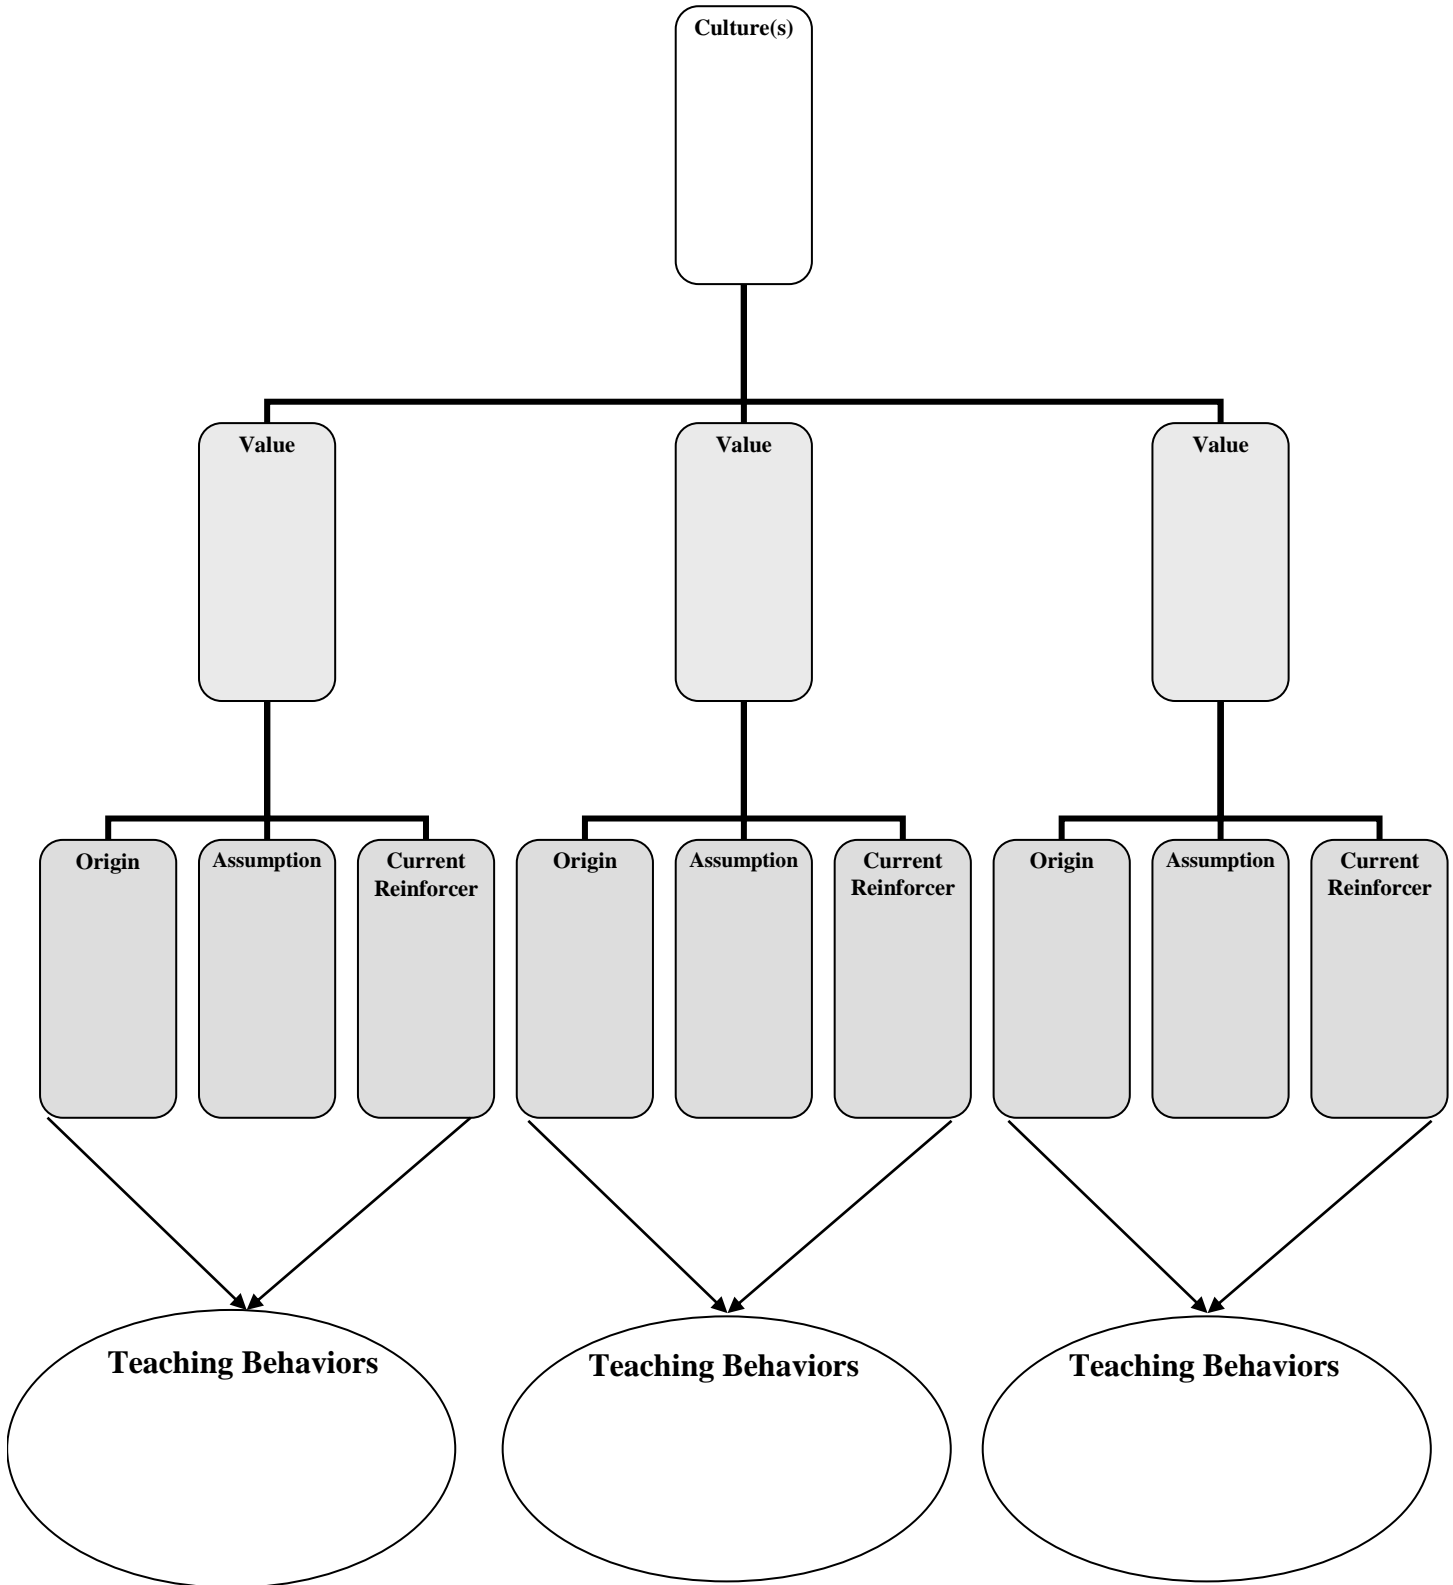 Culture(s)
Value
Value
Value
Origin
Assumption
Current
Reinforcer
Origin
Assumption
Current
Reinforcer
Origin
Assumption
Current
Reinforcer
Teaching Behaviors
Teaching Behaviors
Teaching Behaviors